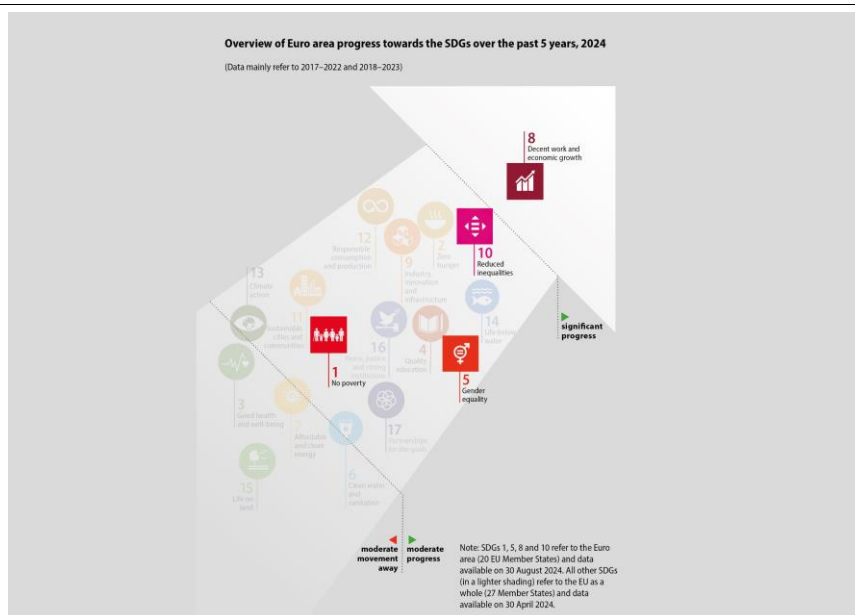 Overview of Euro area progress towards the SDGs over the past 5 years, 2024
(Data mainly refer to 2017–2022 and 2018–2023)
8
Decent work and
economic growth
12
Responsible
consumption
and production
9
Industry,
innovation
and
infrastructure
2
Zero
hunger
10
Reduced
inequalities
13
Climate
action
11
Sustainable
cities and
communities
1
No poverty
16
Peace, justice
and strong
institutions
4
Quality
education
14
Life below
water
5
Gender
equality
significant
progress
3
Good health
and well-being
7
Affordable
and clean
energy
17
Partnerships
for the goals
6
Clean water
and
sanitation
15
Life on
land
moderate
movement
away
moderate
progress
Note: SDGs 1, 5, 8 and 10 refer to the Euro
area (20 EU Member States) and data
available on 30 August 2024. All other SDGs
(in a lighter shading) refer to the EU as a
whole (27 Member States) and data
available on 30 April 2024.